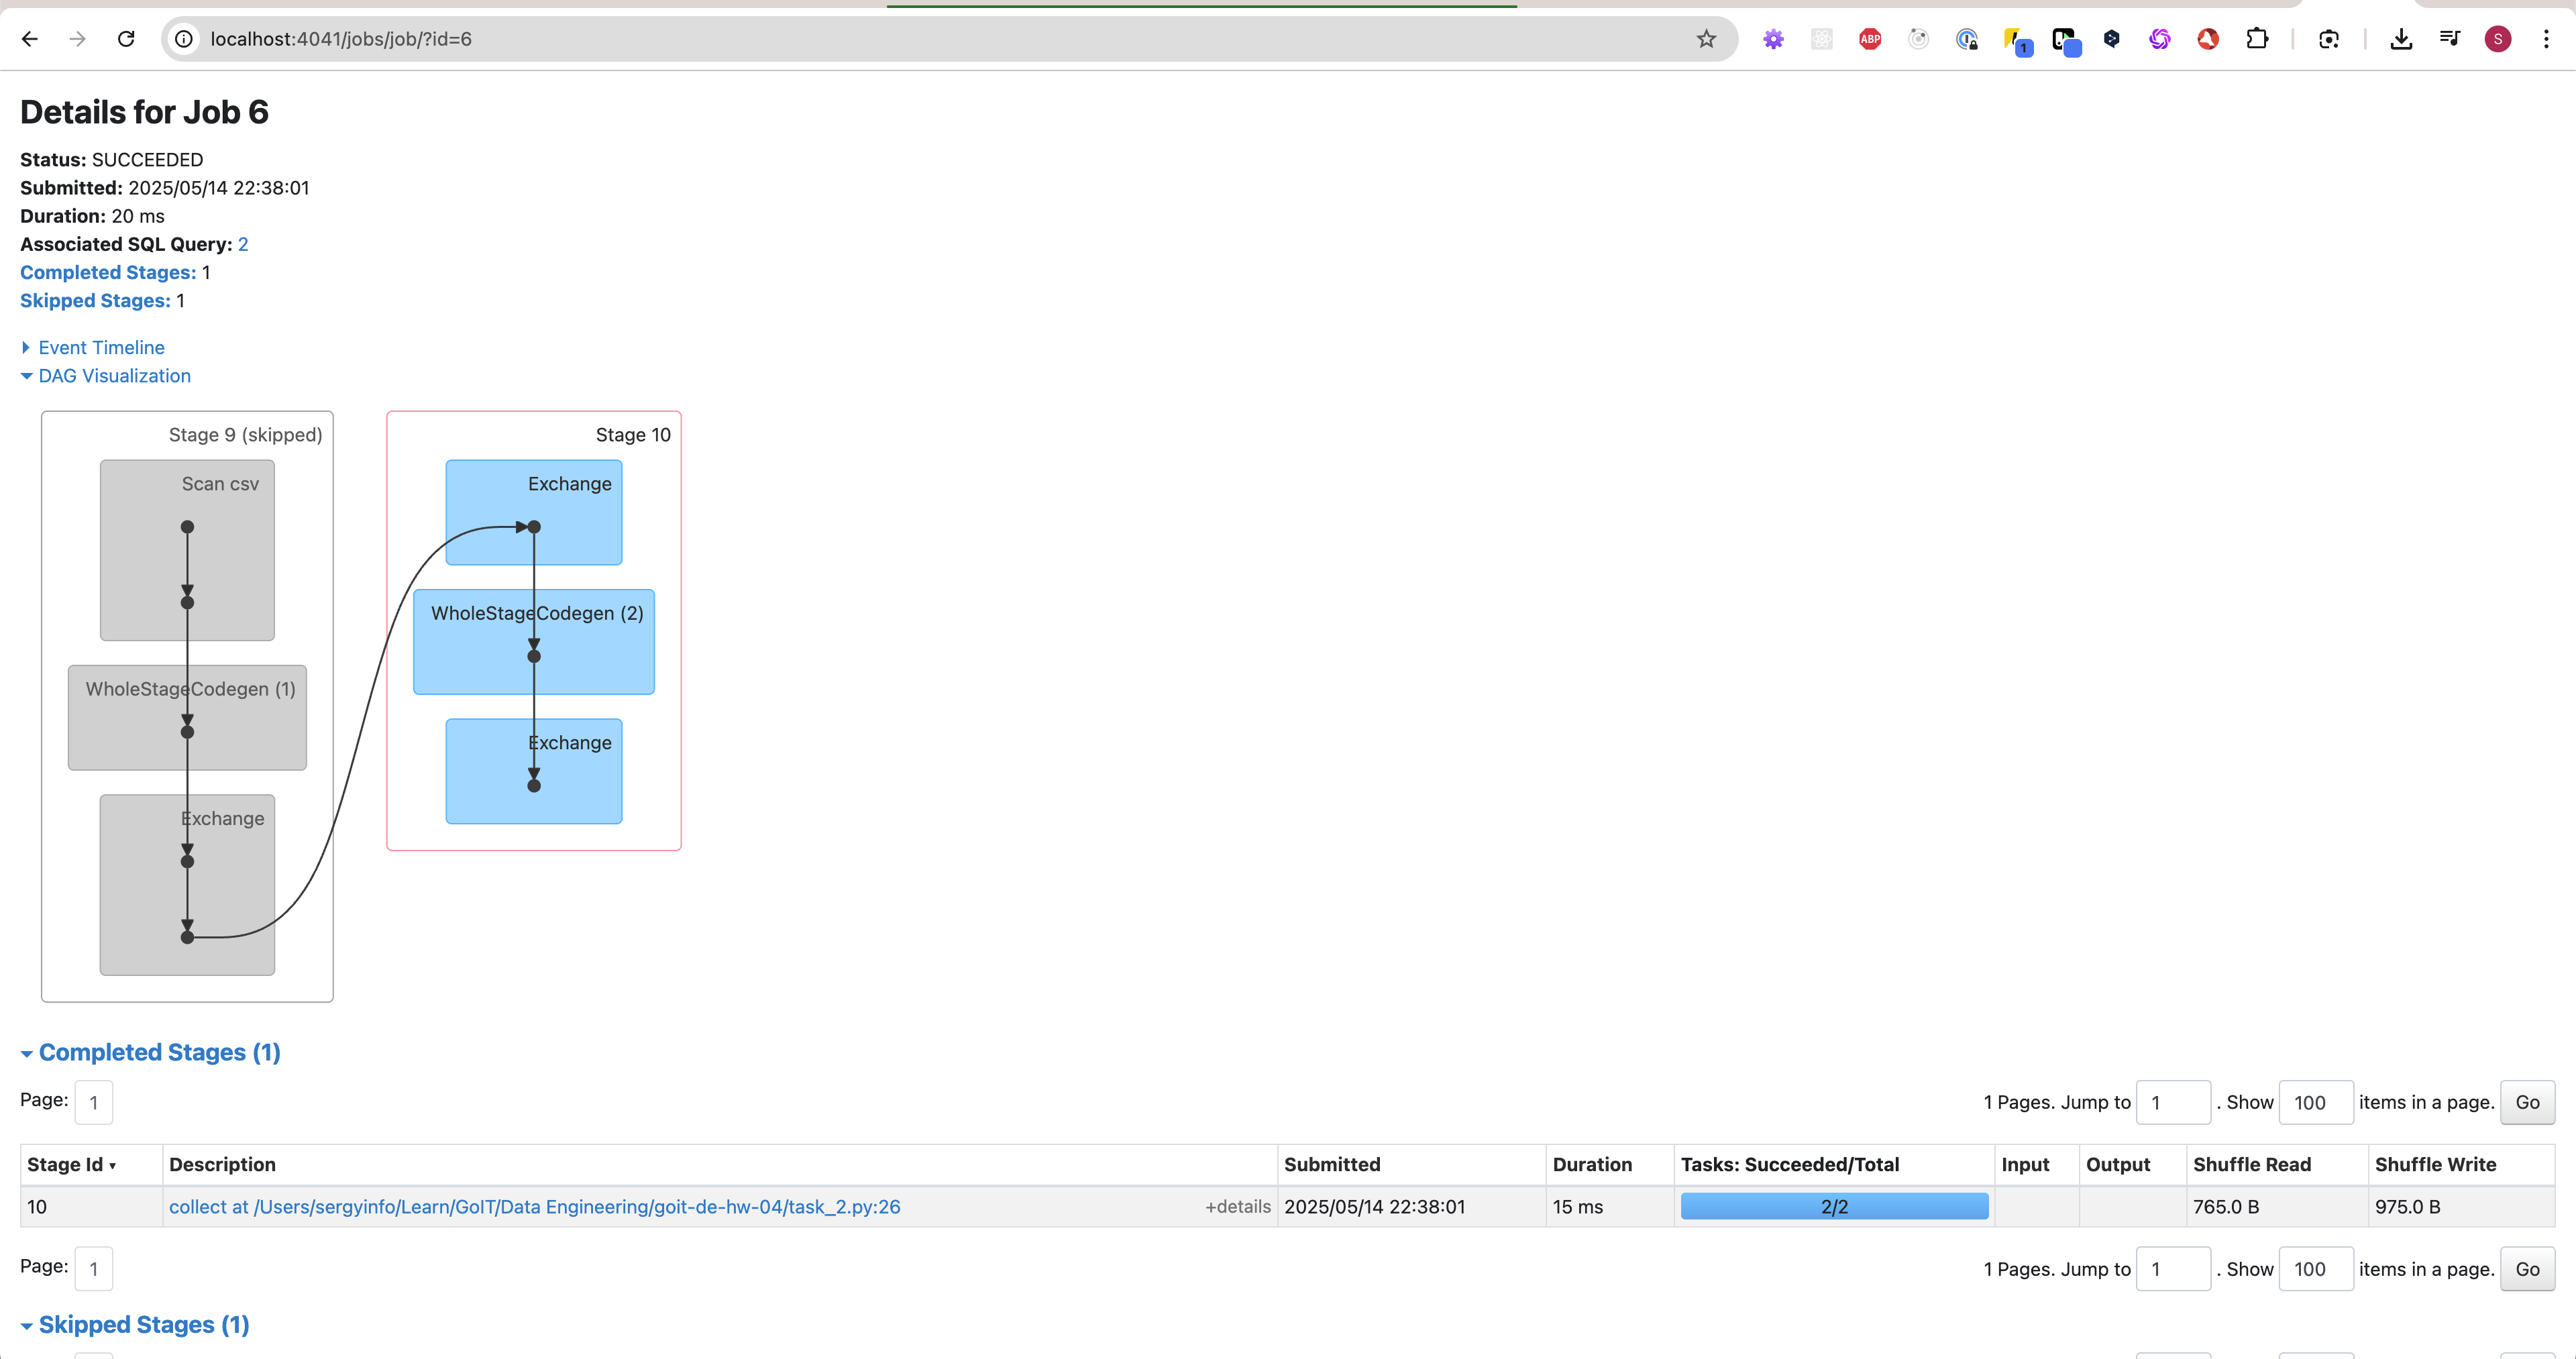 localhost:4041/jobs/job/?id=6
ABP
1
S
Details for Job 6
Status: SUCCEEDED
Submitted: 2025/05/14 22:38:01
Duration: 20 ms
Associated SQL Query: 2
Completed Stages: 1
Skipped Stages: 1
Event Timeline
DAG Visualization
Stage 9 (skipped)
Scan csv
WholeStageCodegen (1)
Exchange
Stage 10
Exchange
WholeStageCodegen (2)
Exchange
Completed Stages (1)
Page: 1
1 Pages. Jump to 1 . Show 100 items in a page. Go
Stage Id ▾ Description Submitted Duration Tasks: Succeeded/Total Input Output Shuffle Read Shuffle Write
10 collect at /Users/sergyinfo/Learn/GoIT/Data Engineering/goit-de-hw-04/task_2.py:26 +details 2025/05/14 22:38:01 15 ms 2/2 765.0 B 975.0 B
Page: 1
1 Pages. Jump to 1 . Show 100 items in a page. Go
Skipped Stages (1)